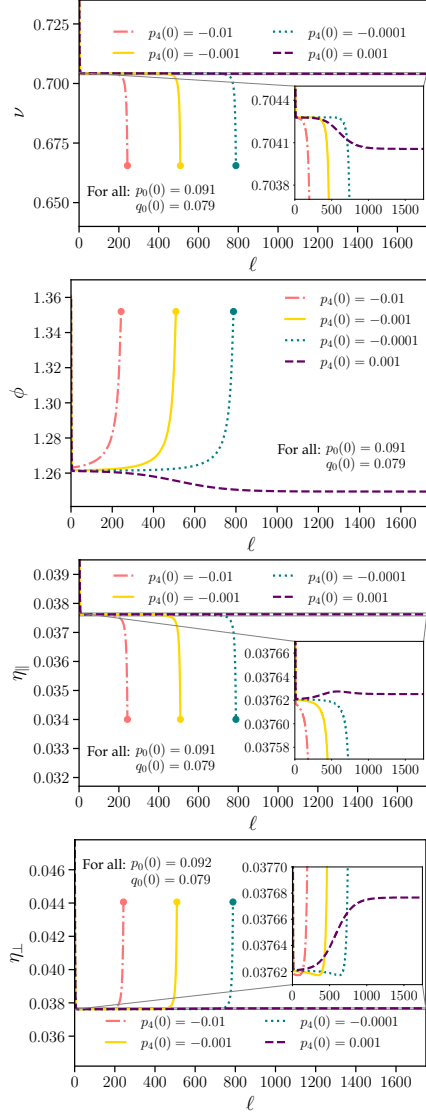 p₄(0) = −0.01 p₄(0) = −0.0001
p₄(0) = −0.001 p₄(0) = 0.001
0.725
0.700
0.675
0.650
ν
0.7044
0.7041
0.7038
0 500 1000 1500
For all: p₀(0) = 0.091
q₀(0) = 0.079
0 200 400 600 800 1000 1200 1400 1600
ℓ
1.36
1.34
1.32
1.30
1.28
1.26
ϕ
p₄(0) = −0.01
p₄(0) = −0.001
p₄(0) = −0.0001
p₄(0) = 0.001
For all: p₀(0) = 0.091
q₀(0) = 0.079
0 200 400 600 800 1000 1200 1400 1600
ℓ
p₄(0) = −0.01 p₄(0) = −0.0001
p₄(0) = −0.001 p₄(0) = 0.001
0.039
0.038
0.037
0.036
0.035
0.034
0.033
0.032
η∥
0.03766
0.03764
0.03762
0.03760
0.03758
0 500 1000 1500
For all: p₀(0) = 0.091
q₀(0) = 0.079
0 200 400 600 800 1000 1200 1400 1600
ℓ
For all: p₀(0) = 0.092
q₀(0) = 0.079
0.046
0.044
0.042
0.040
0.038
0.036
η⊥
0.03770
0.03768
0.03766
0.03764
0.03762
0 500 1000 1500
p₄(0) = −0.01 p₄(0) = −0.0001
p₄(0) = −0.001 p₄(0) = 0.001
0 200 400 600 800 1000 1200 1400 1600
ℓ